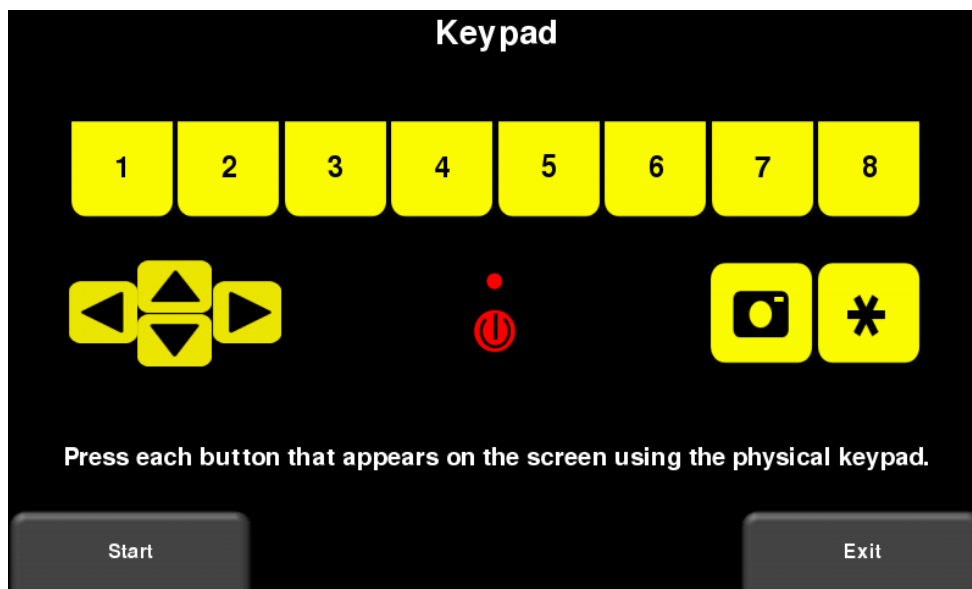 Keypad
1 2 3 4 5 6 7 8
*
Press each button that appears on the screen using the physical keypad.
Start Exit